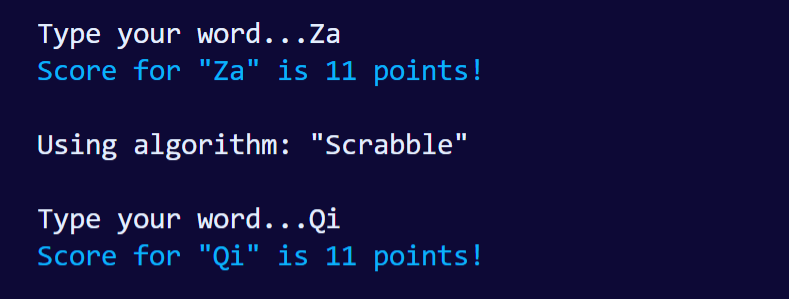 Type your word...Za
Score for "Za" is 11 points!
Using algorithm: "Scrabble"
Type your word...Qi
Score for "Qi" is 11 points!